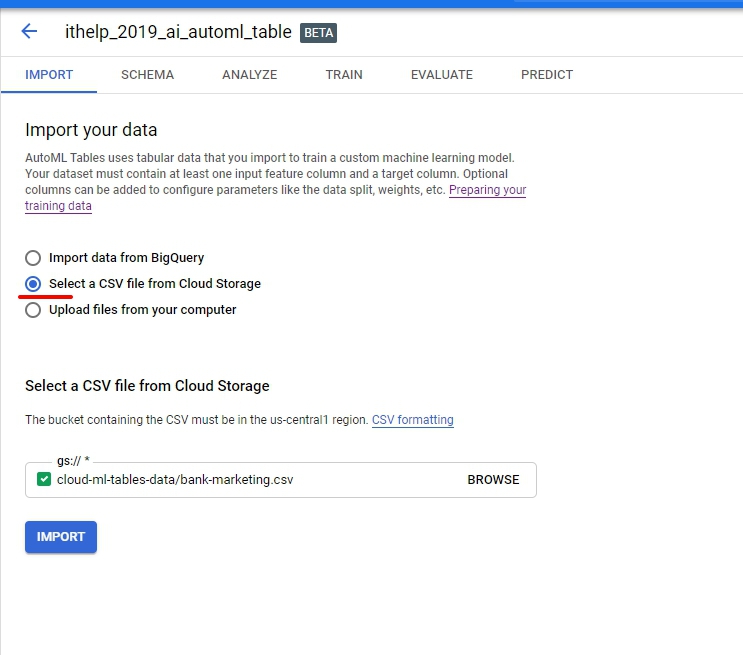 ithelp_2019_ai_automl_table BETA
IMPORT SCHEMA ANALYZE TRAIN EVALUATE PREDICT
Import your data
AutoML Tables uses tabular data that you import to train a custom machine learning model.
Your dataset must contain at least one input feature column and a target column. Optional
columns can be added to configure parameters like the data split, weights, etc. Preparing your
training data
Import data from BigQuery
Select a CSV file from Cloud Storage
Upload files from your computer
Select a CSV file from Cloud Storage
The bucket containing the CSV must be in the us-central1 region. CSV formatting
gs:// *
cloud-ml-tables-data/bank-marketing.csv BROWSE
IMPORT